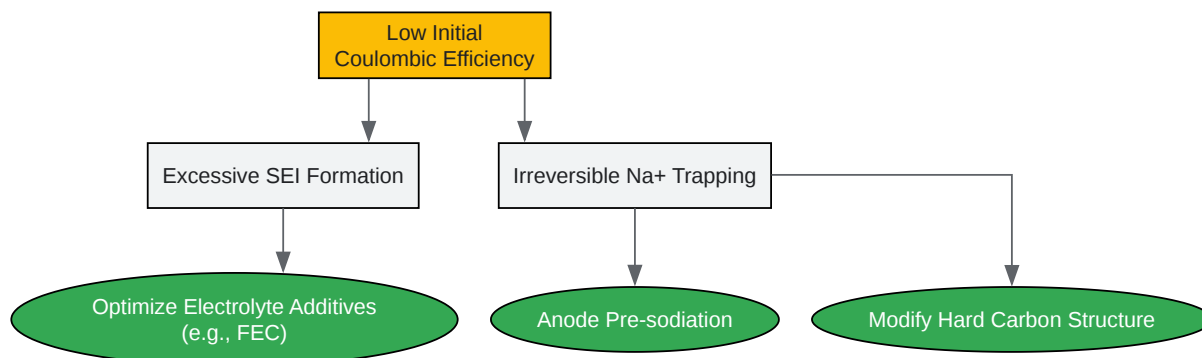 Low Initial
Coulombic Efficiency
Excessive SEI Formation
Irreversible Na+ Trapping
Optimize Electrolyte Additives
(e.g., FEC)
Anode Pre-sodiation
Modify Hard Carbon Structure